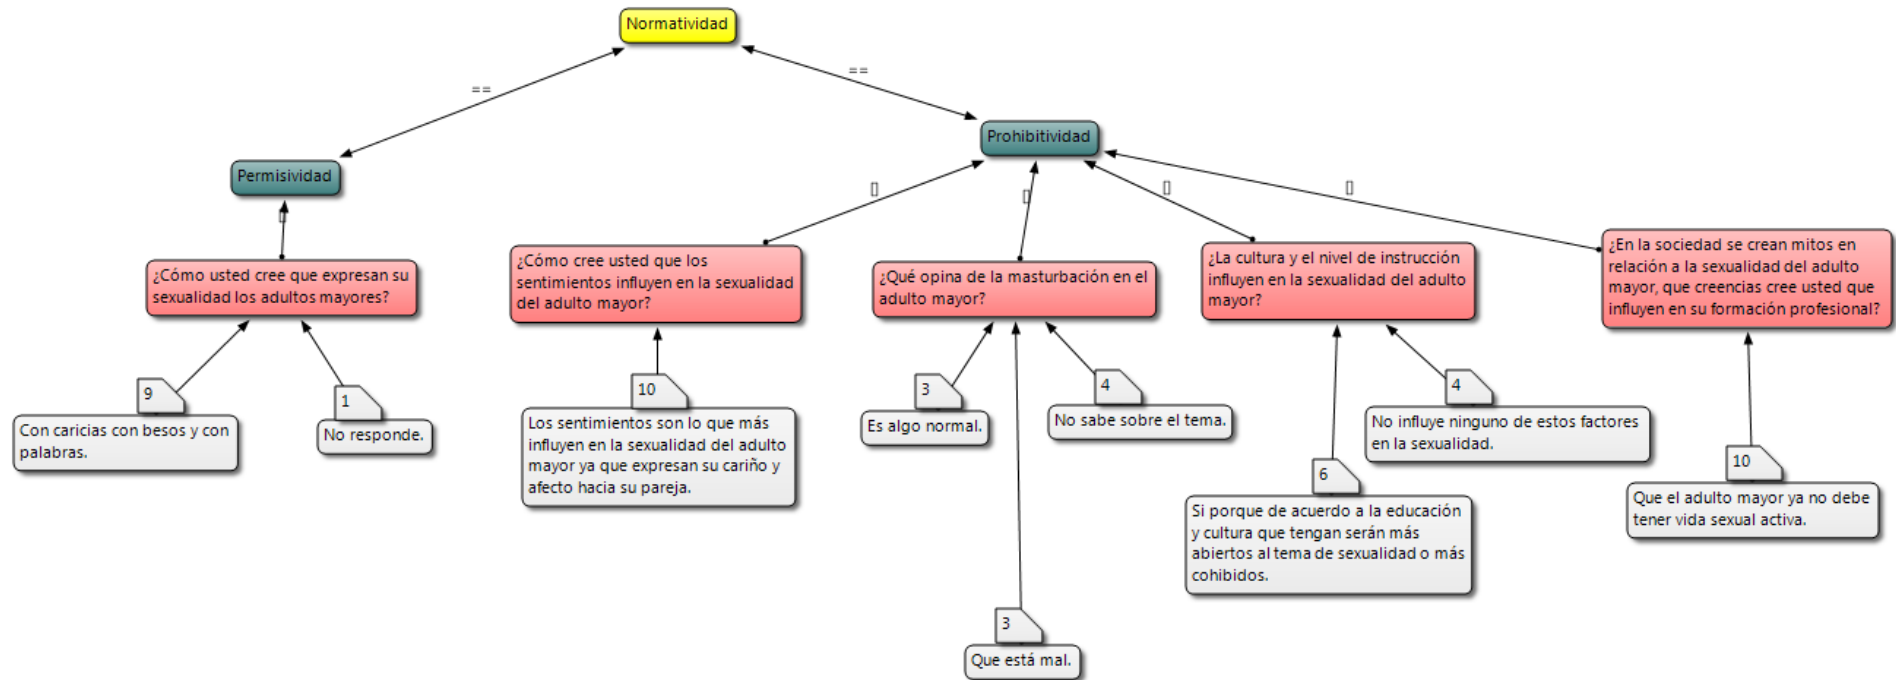 Normatividad
==
==
Prohibitividad
Permisividad
[]
[]
[]
[]
[]
¿Cómo usted cree que expresan su
sexualidad los adultos mayores?
¿Cómo cree usted que los
sentimientos influyen en la sexualidad
del adulto mayor?
¿Qué opina de la masturbación en el
adulto mayor?
¿La cultura y el nivel de instrucción
influyen en la sexualidad del adulto
mayor?
¿En la sociedad se crean mitos en
relación a la sexualidad del adulto
mayor, que creencias cree usted que
influyen en su formación profesional?
9
Con caricias con besos y con
palabras.
1
No responde.
10
Los sentimientos son lo que más
influyen en la sexualidad del adulto
mayor ya que expresan su cariño y
afecto hacia su pareja.
3
Es algo normal.
3
Que está mal.
4
No sabe sobre el tema.
6
Si porque de acuerdo a la educación
y cultura que tengan serán más
abiertos al tema de sexualidad o más
cohibidos.
4
No influye ninguno de estos factores
en la sexualidad.
10
Que el adulto mayor ya no debe
tener vida sexual activa.